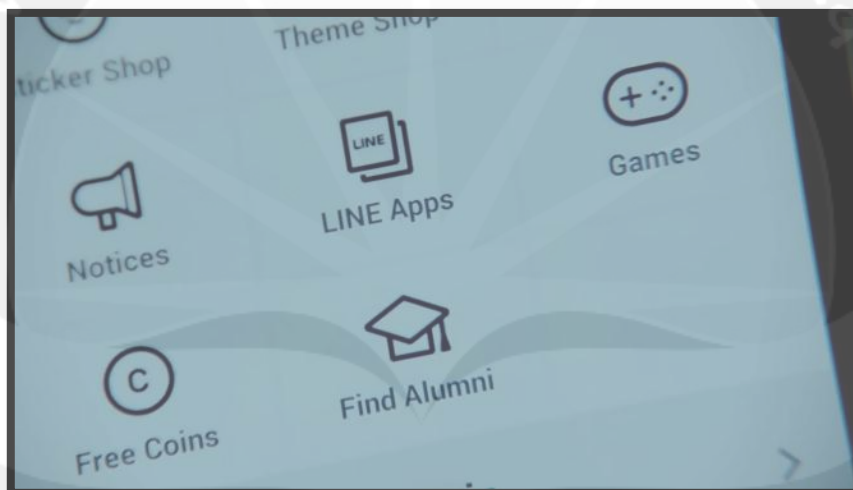 ticker Shop
Theme Shop
Notices
LINE
LINE Apps
Games
C
Free Coins
Find Alumni